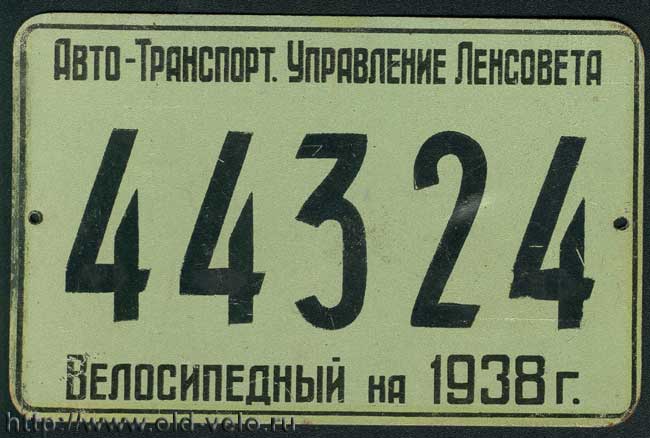 Авто-Транспорт. Управление Ленсовета
44324
Велосипедный на 1938 г.
http://www.old-velo.ru